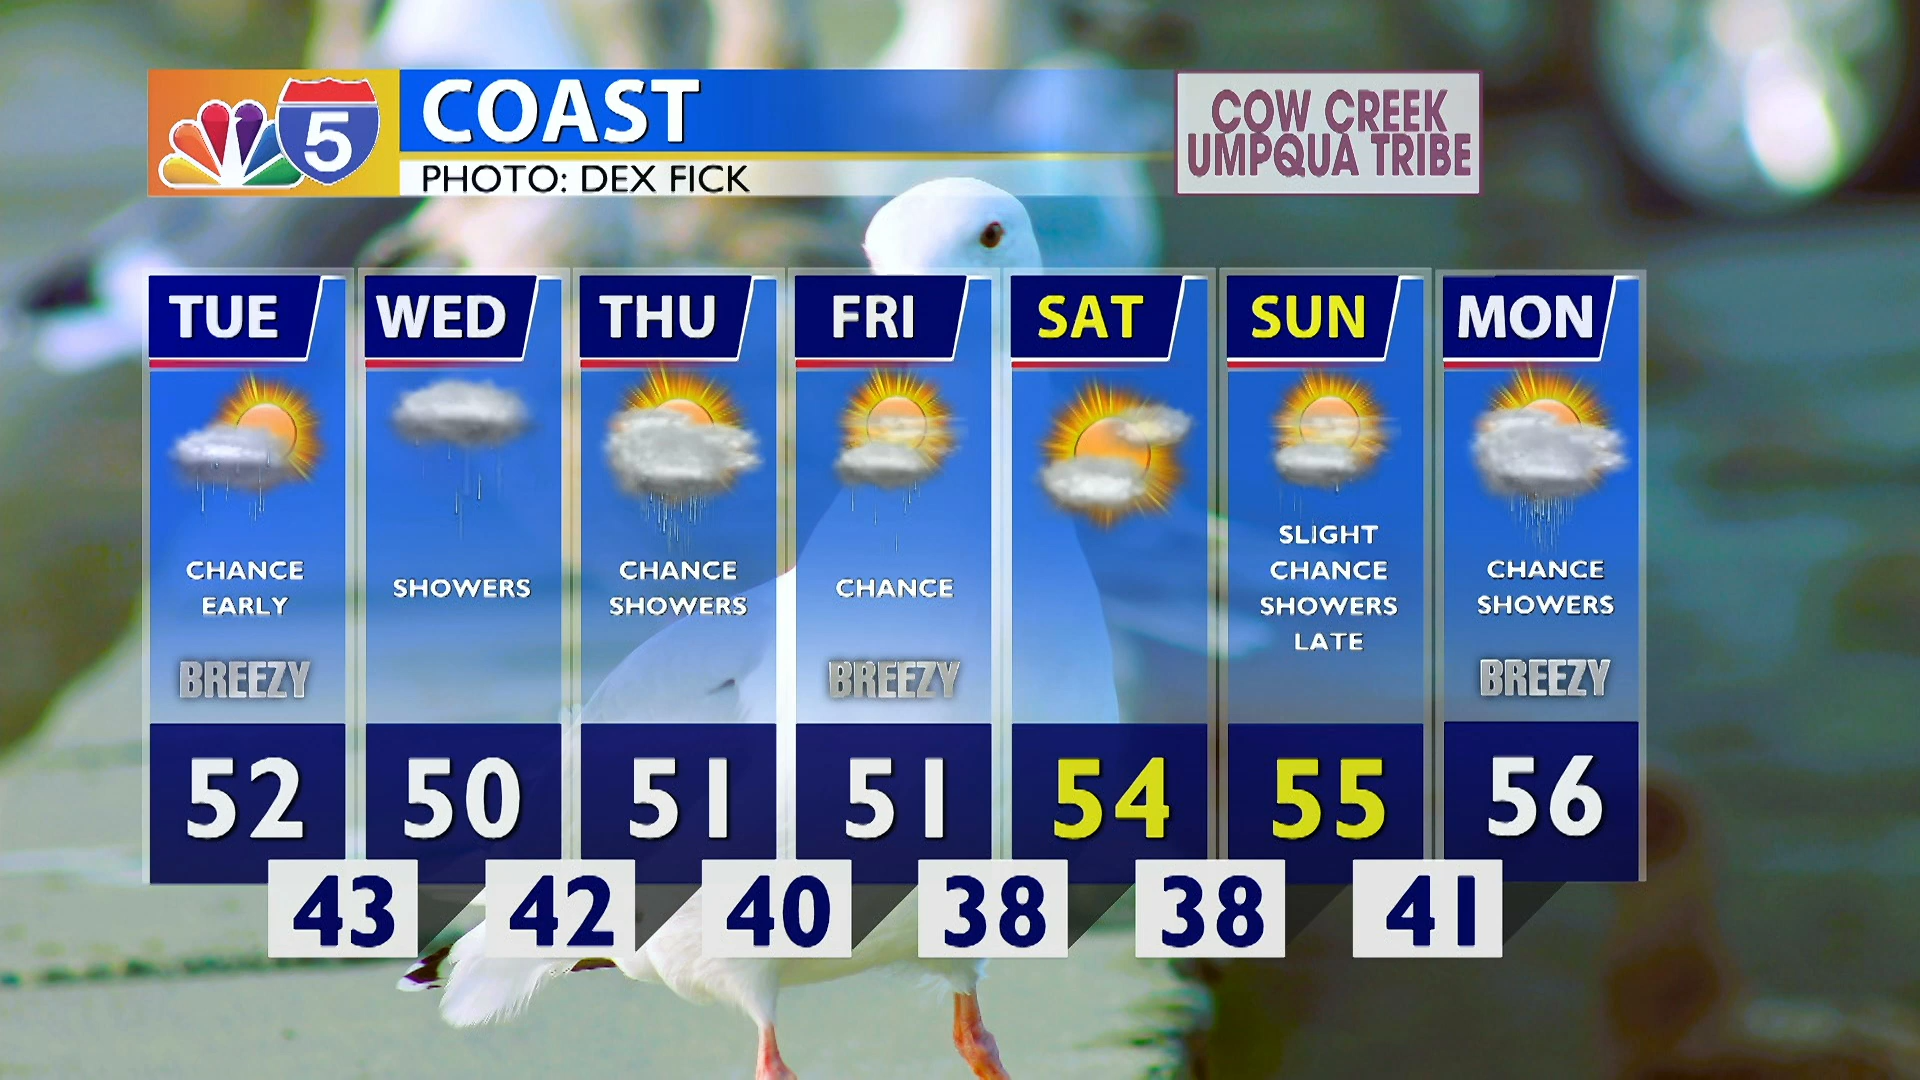 5
COAST
PHOTO: DEX FICK
COW CREEK
UMPQUA TRIBE
TUE
CHANCE
EARLY
BREEZY
52
WED
SHOWERS
50
THU
CHANCE
SHOWERS
51
FRI
CHANCE
BREEZY
51
SAT
54
SUN
SLIGHT
CHANCE
SHOWERS
LATE
55
MON
CHANCE
SHOWERS
BREEZY
56
43
42
40
38
38
41